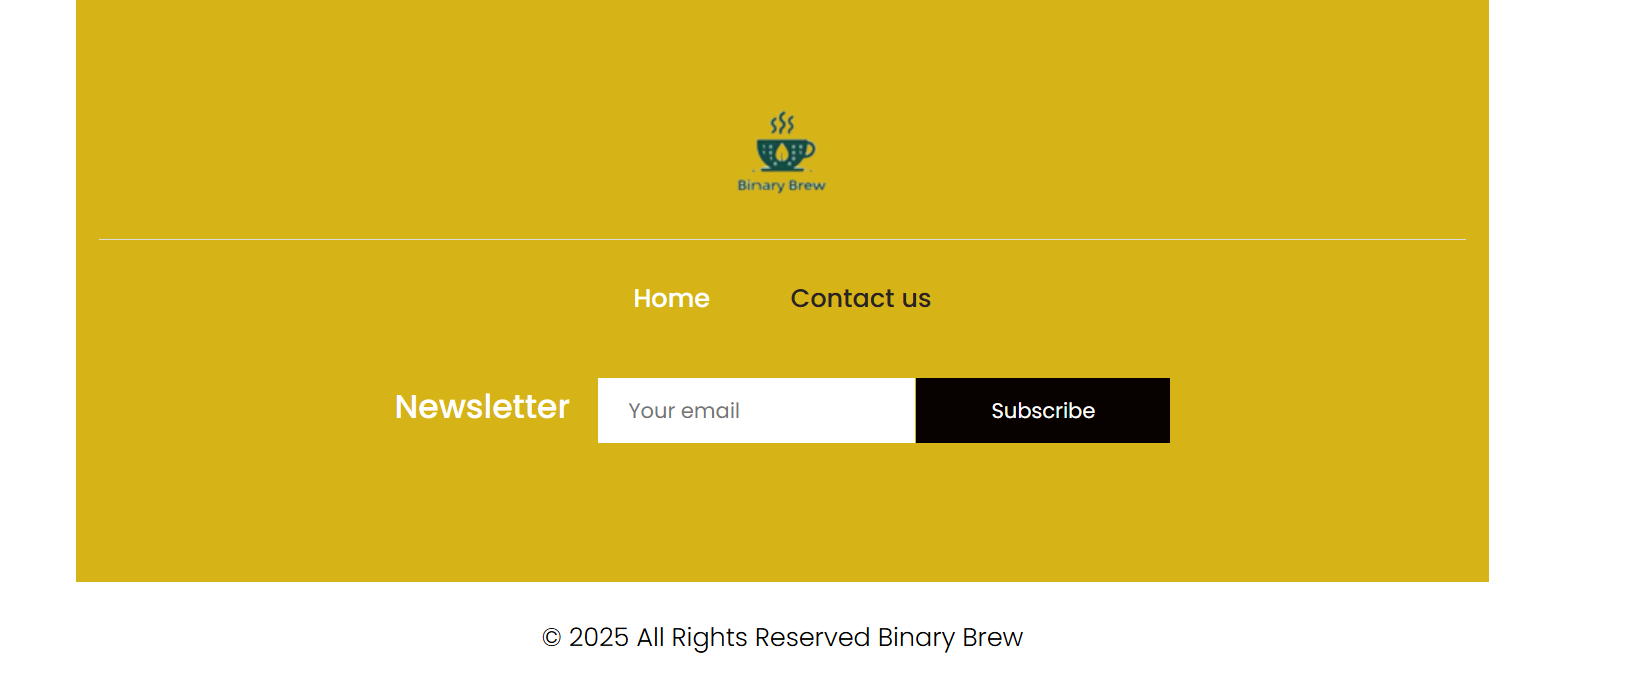 Binary Brew
Home Contact us
Newsletter Your email Subscribe
© 2025 All Rights Reserved Binary Brew